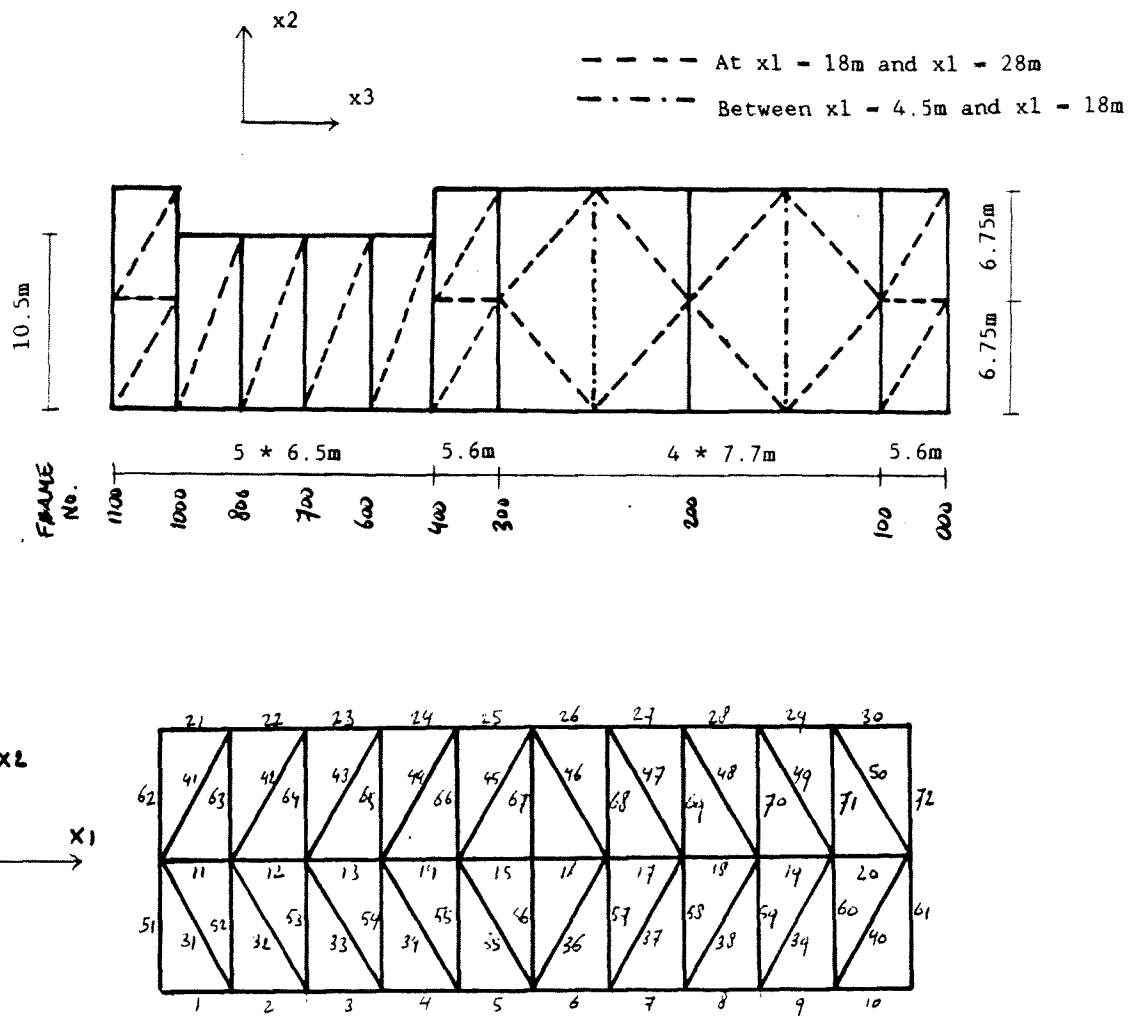 x2
x3
At x1 - 18m and x1 - 28m
Between x1 - 4.5m and x1 - 18m
10.5m
6.75m
6.75m
5 * 6.5m 5.6m 4 * 7.7m 5.6m
FRAME No.
1100 1000 800 700 600 400 300 200 100 000
21 22 23 24 25 26 27 28 29 30
X2
62 41 63 42 64 43 65 44 66 45 67 46 68 47 69 48 70 49 71 50 72
X1
11 12 13 14 15 16 17 18 19 20
51 31 52 32 53 33 54 34 55 35 56 36 57 37 58 38 59 39 60 40 61
1 2 3 4 5 6 7 8 9 10